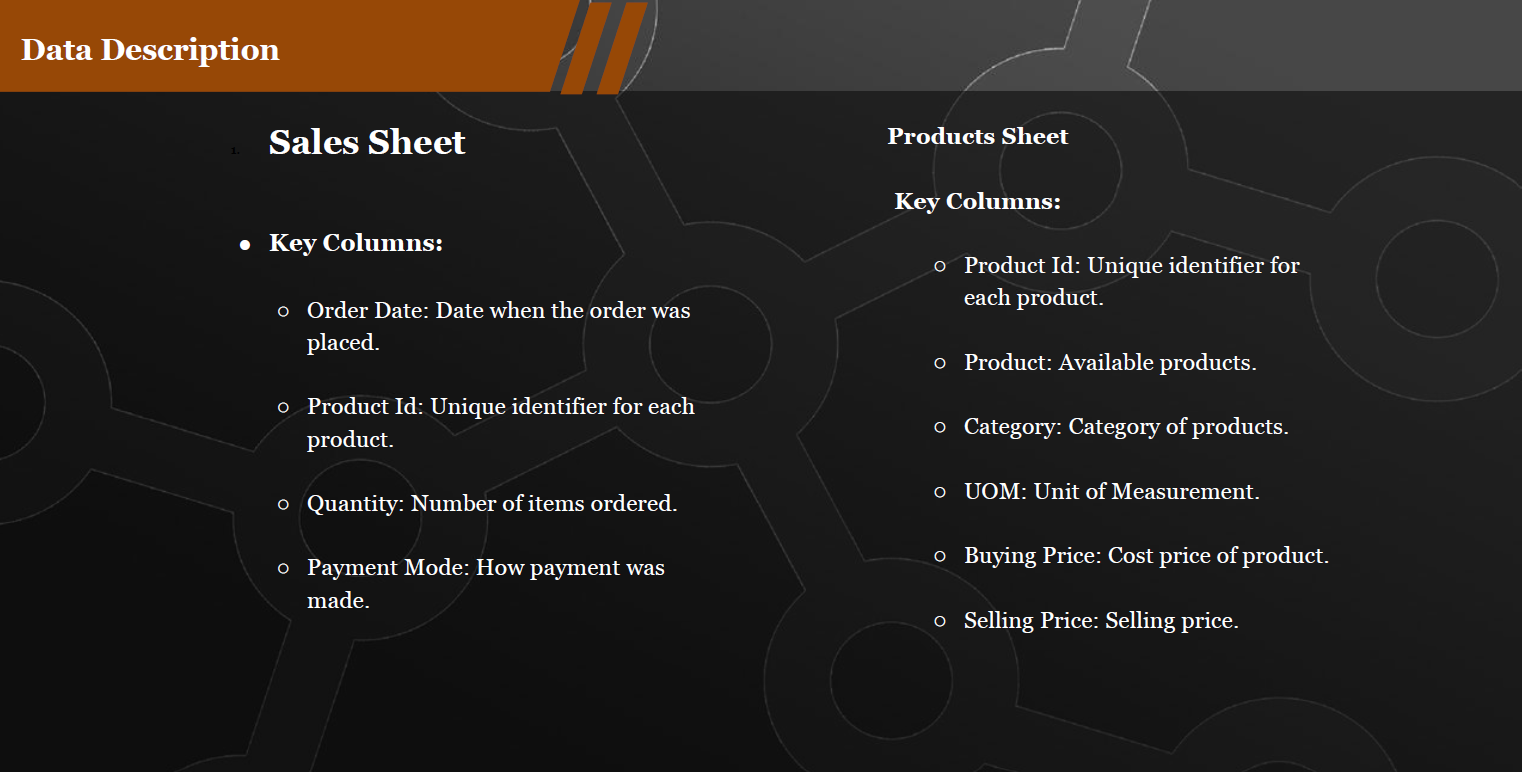 Data Description
1. Sales Sheet
● Key Columns:
○ Order Date: Date when the order was
placed.
○ Product Id: Unique identifier for each
product.
○ Quantity: Number of items ordered.
○ Payment Mode: How payment was
made.
Products Sheet
Key Columns:
○ Product Id: Unique identifier for
each product.
○ Product: Available products.
○ Category: Category of products.
○ UOM: Unit of Measurement.
○ Buying Price: Cost price of product.
○ Selling Price: Selling price.